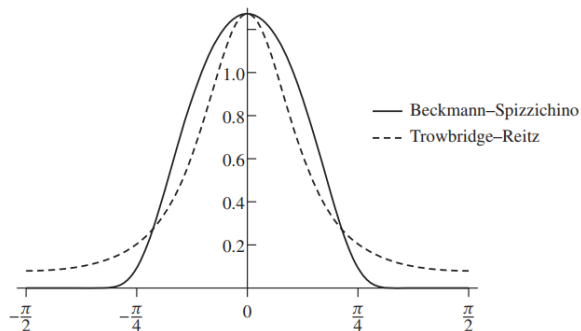 1.0
0.8
0.6
0.4
0.2
−π/2
−π/4
0
π/4
π/2
Beckmann–Spizzichino
Trowbridge–Reitz